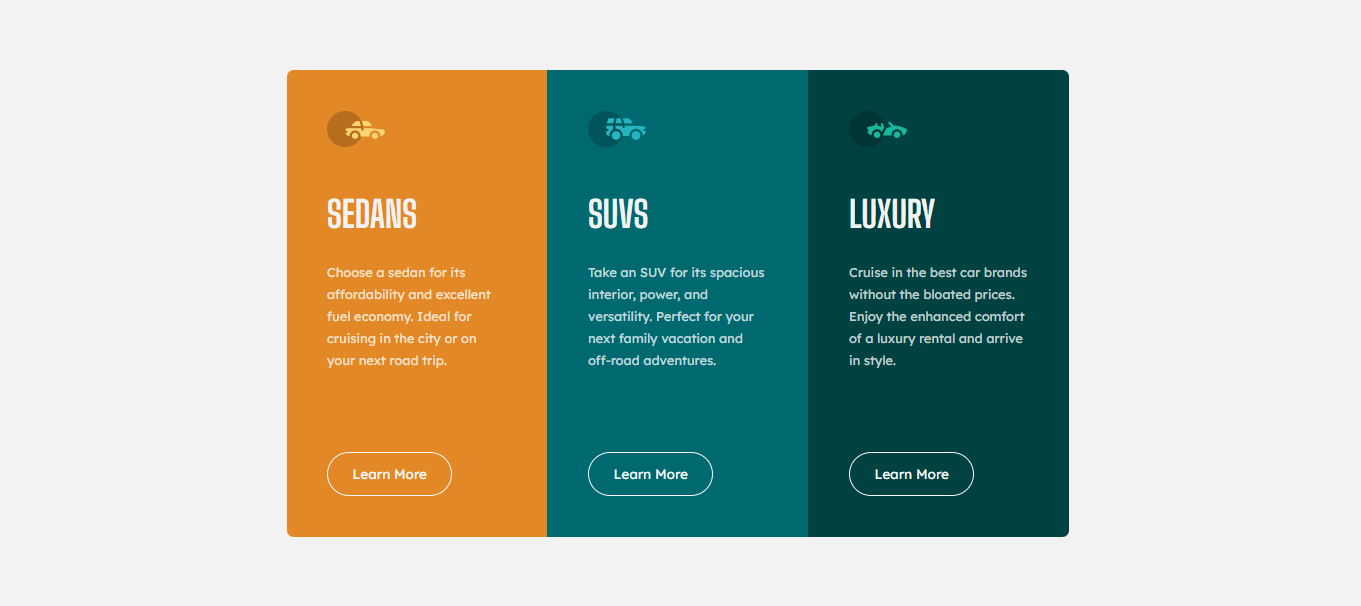 SEDANS
Choose a sedan for its
affordability and excellent
fuel economy. Ideal for
cruising in the city or on
your next road trip.
Learn More
SUVS
Take an SUV for its spacious
interior, power, and
versatility. Perfect for your
next family vacation and
off-road adventures.
Learn More
LUXURY
Cruise in the best car brands
without the bloated prices.
Enjoy the enhanced comfort
of a luxury rental and arrive
in style.
Learn More